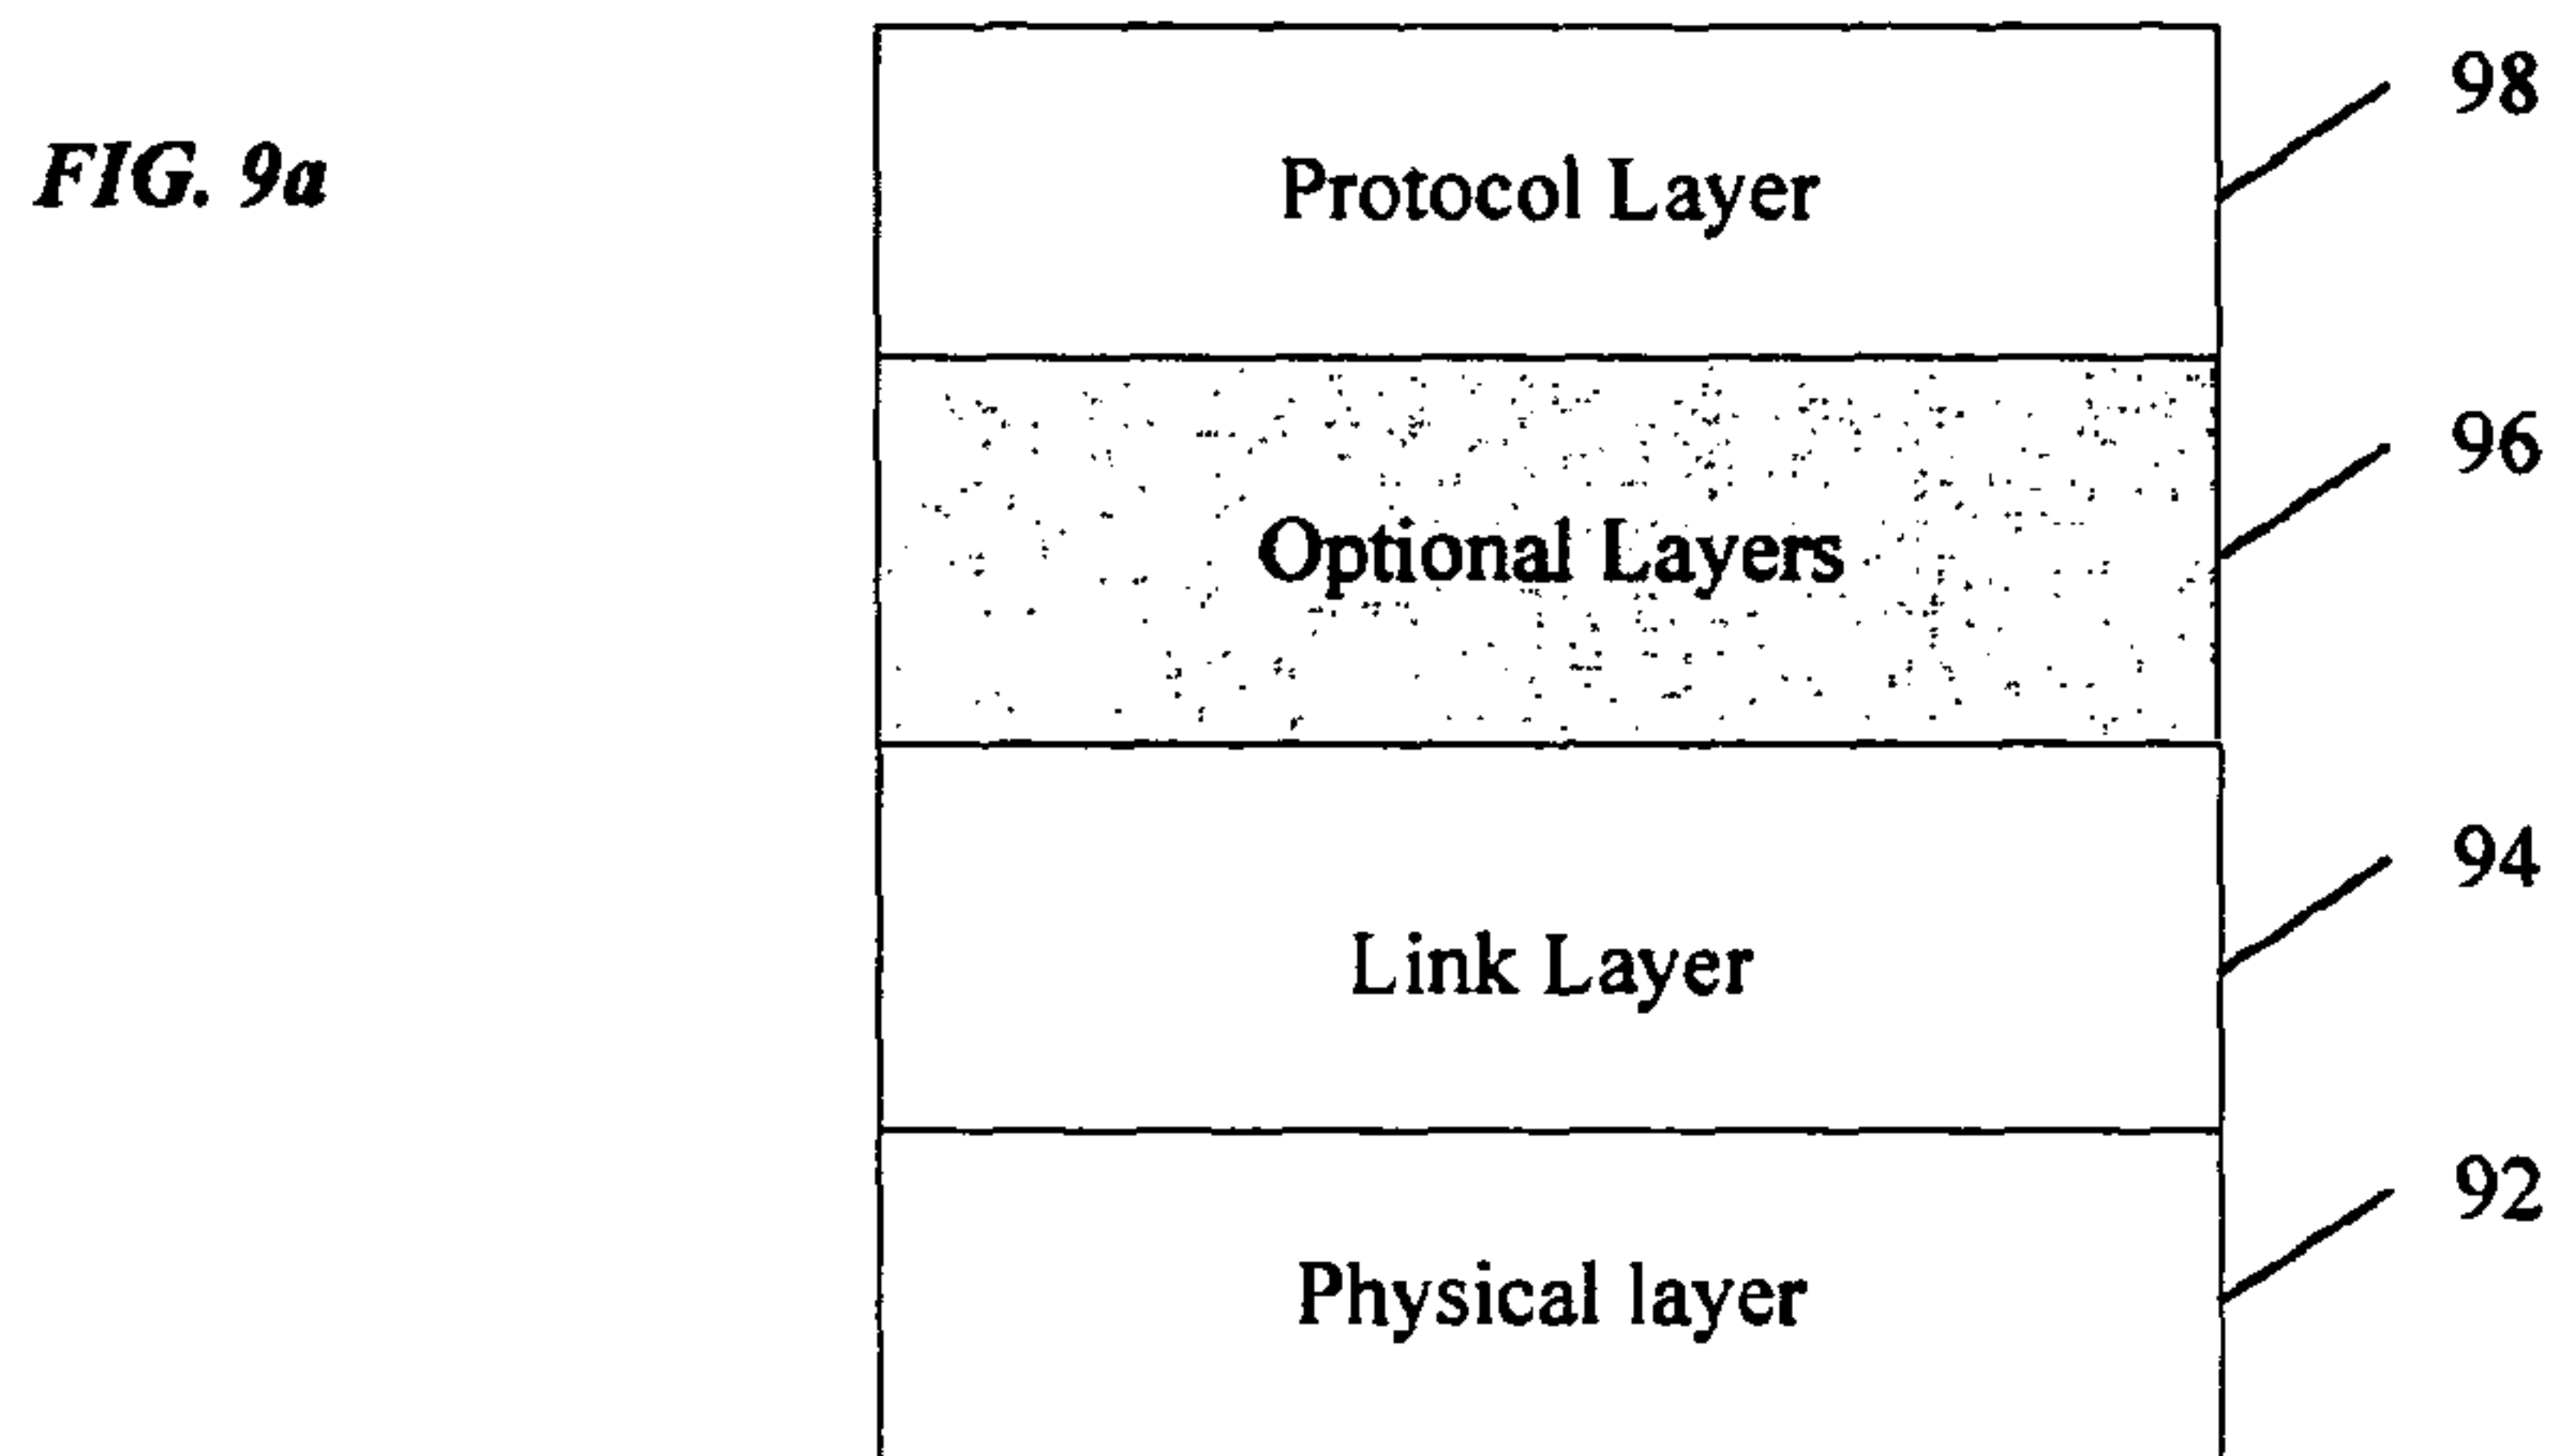 FIG. 9a
Protocol Layer
98
Optional Layers
96
Link Layer
94
Physical layer
92